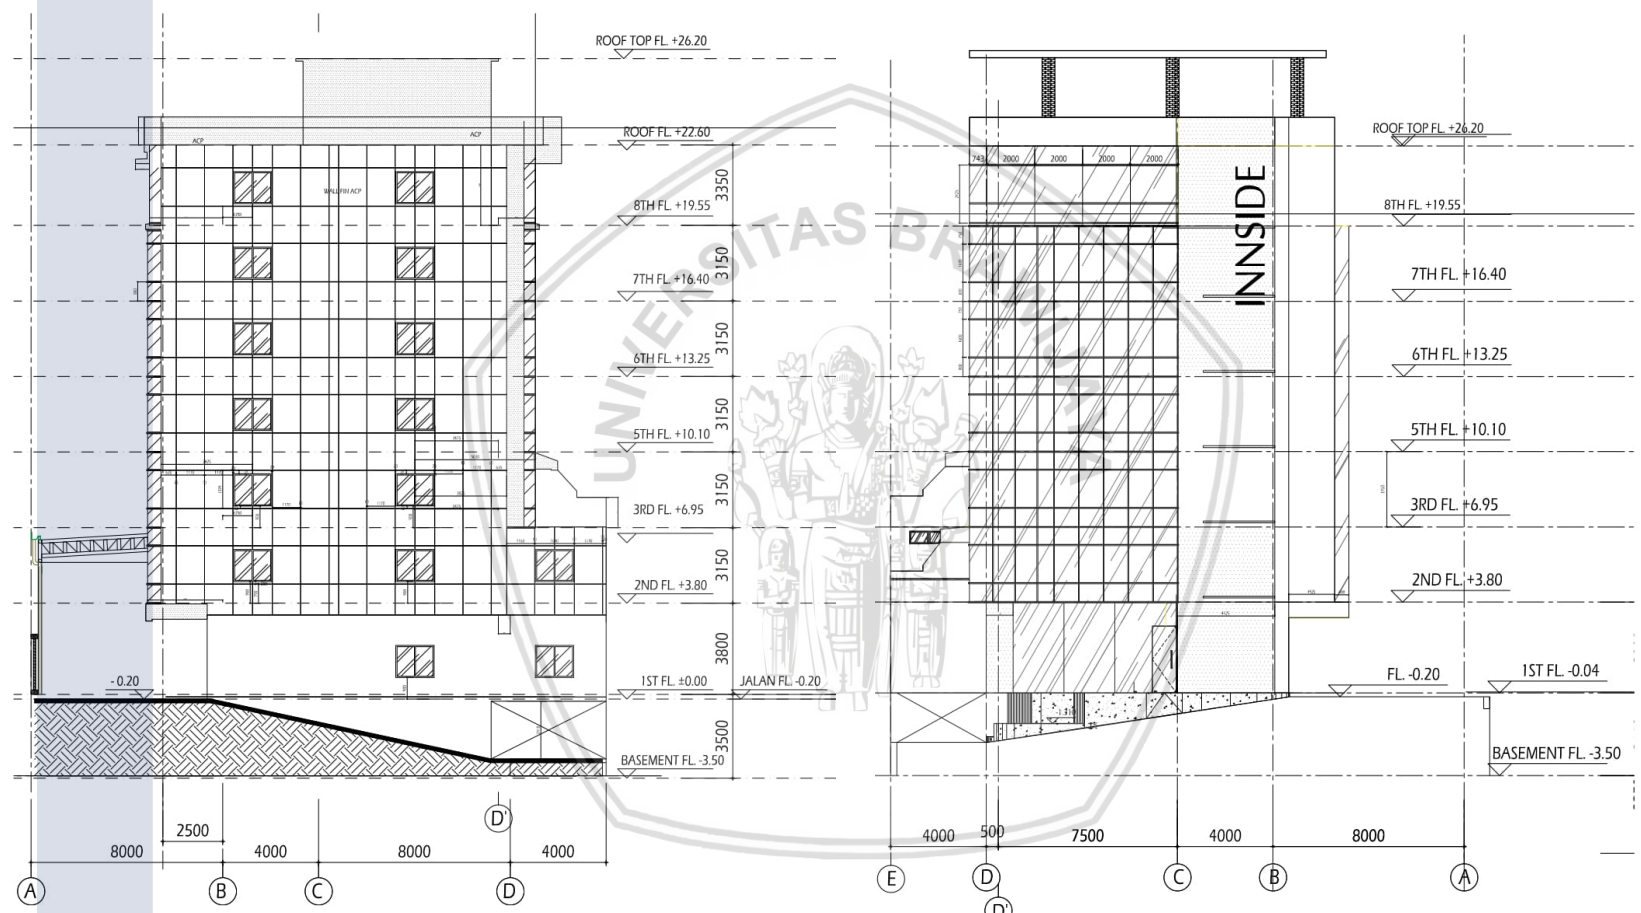 ROOF TOP FL. +26.20
ROOF FL. +22.60
ACP
ACP
WALL FIN ACP
3350
8TH FL. +19.55
3150
7TH FL. +16.40
3150
6TH FL. +13.25
3150
5TH FL. +10.10
3150
3RD FL. +6.95
3150
2ND FL. +3.80
3800
- 0.20
1ST FL. ±0.00
JALAN FL. -0.20
3500
BASEMENT FL. -3.50
D'
2500
8000
4000
8000
4000
A
B
C
D
UNIVERSITAS BRAWIJAYA
ROOF TOP FL. +26.20
743
2000
2000
2000
2000
INNSIDE
8TH FL. +19.55
7TH FL. +16.40
6TH FL. +13.25
5TH FL. +10.10
3RD FL. +6.95
2ND FL. +3.80
FL. -0.20
1ST FL. -0.04
BASEMENT FL. -3.50
4000
500
7500
4000
8000
E
D
C
B
A
D'